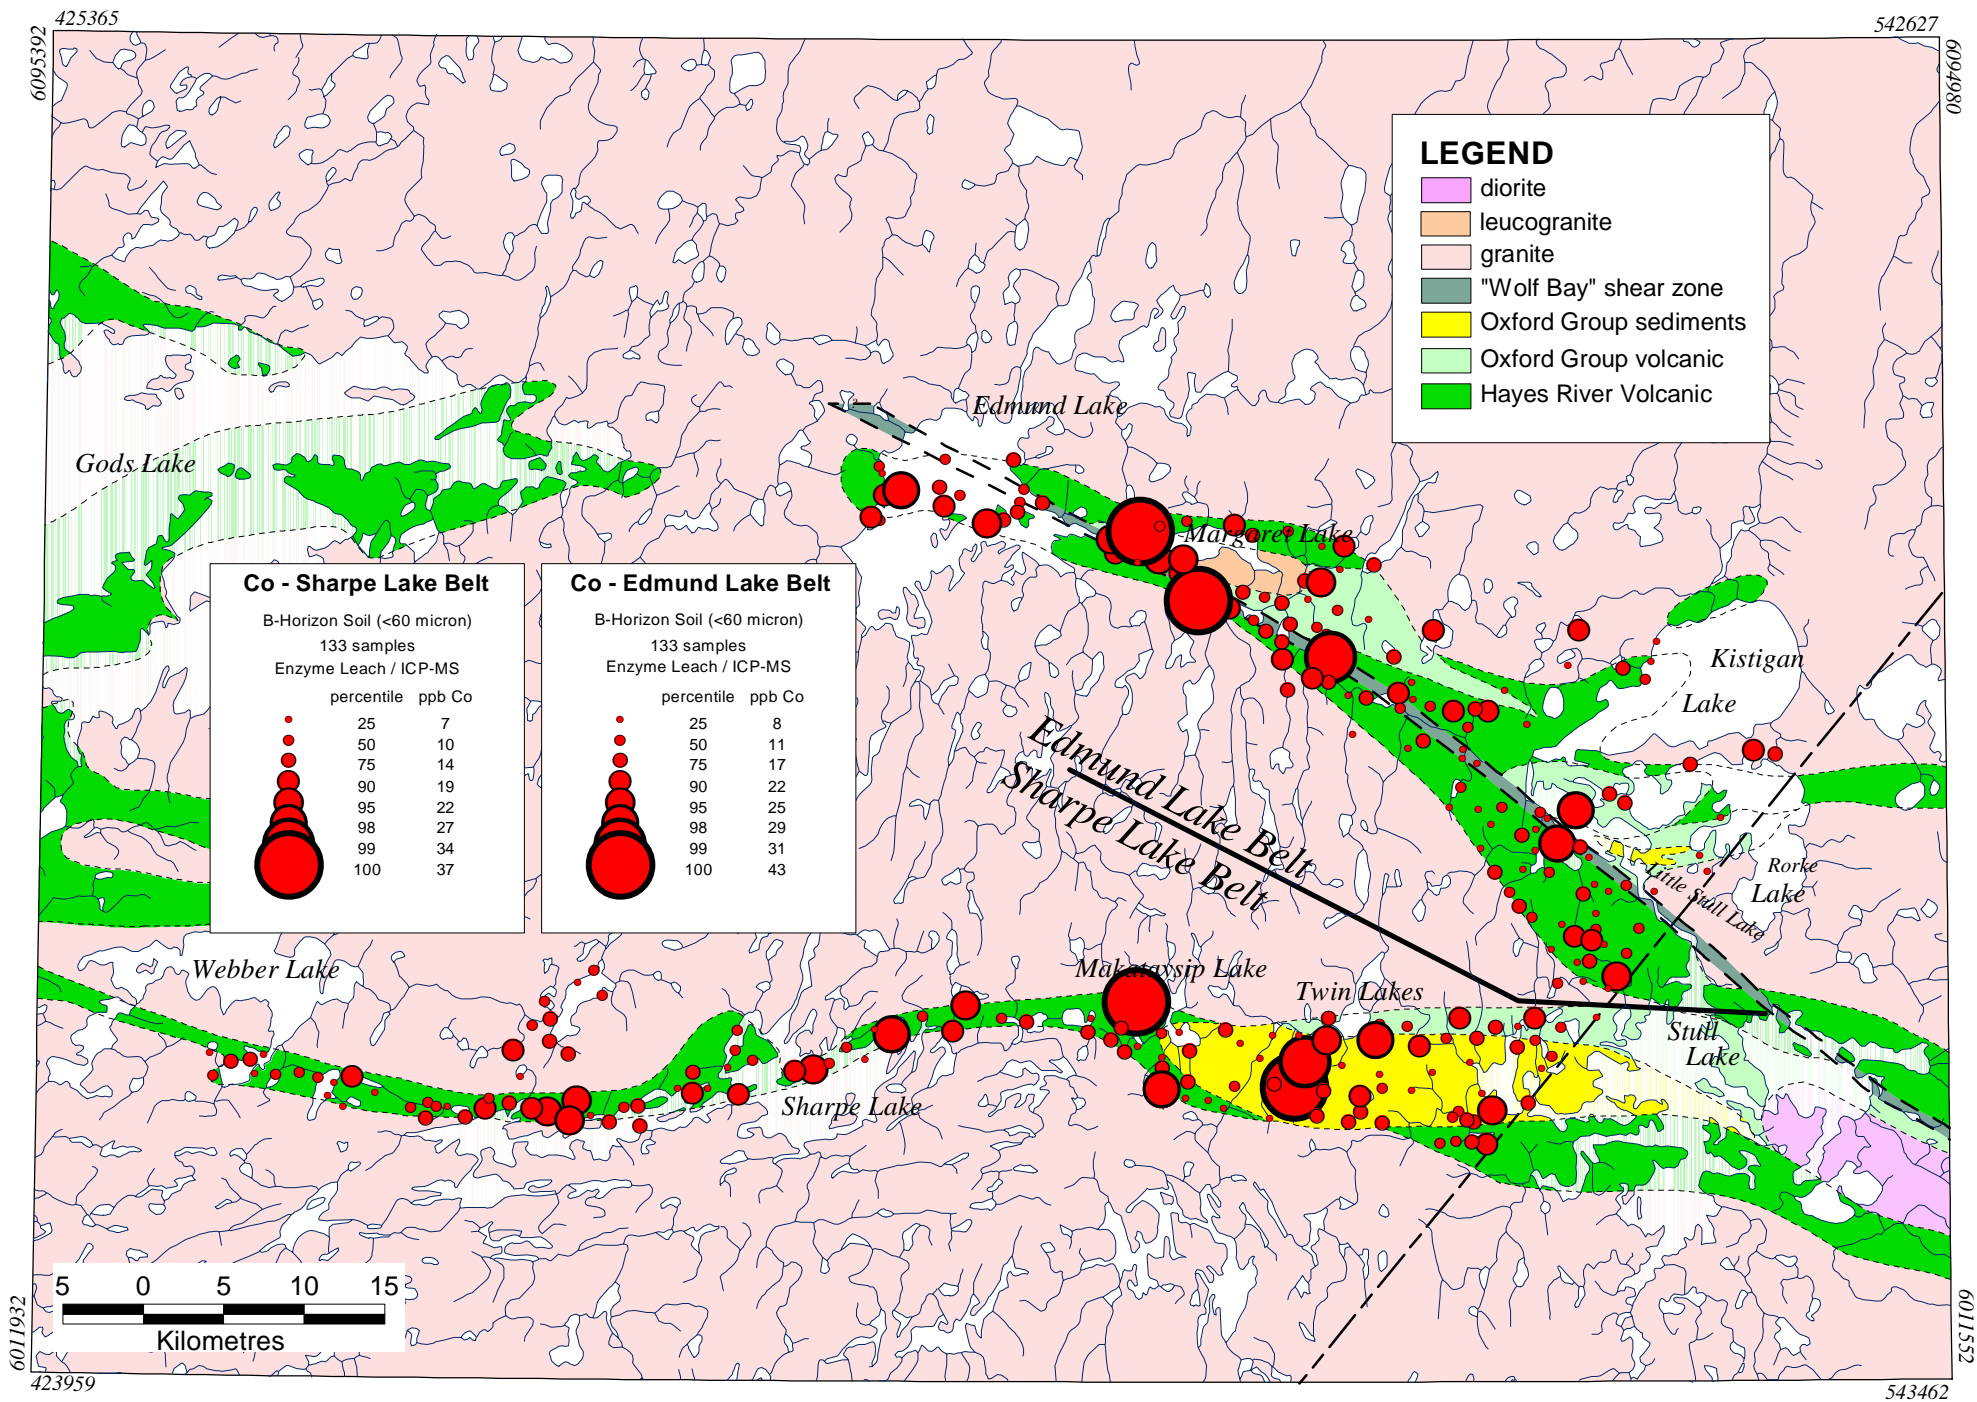 425365
542627
6095392
6094980
LEGEND
diorite
leucogranite
granite
"Wolf Bay" shear zone
Oxford Group sediments
Oxford Group volcanic
Hayes River Volcanic
Edmund Lake
Gods Lake
Margaret Lake
Co - Sharpe Lake Belt
B-Horizon Soil (<60 micron)
133 samples
Enzyme Leach / ICP-MS
percentile ppb Co
25 7
50 10
75 14
90 19
95 22
98 27
99 34
100 37
Co - Edmund Lake Belt
B-Horizon Soil (<60 micron)
133 samples
Enzyme Leach / ICP-MS
percentile ppb Co
25 8
50 11
75 17
90 22
95 25
98 29
99 31
100 43
Kistigan
Lake
Edmund Lake Belt
Sharpe Lake Belt
Rorke
Lake
Little Stull Lake
Webber Lake
Makataysip Lake
Twin Lakes
Stull
Lake
Sharpe Lake
5 0 5 10 15
Kilometres
6011932
6011552
423959
543462